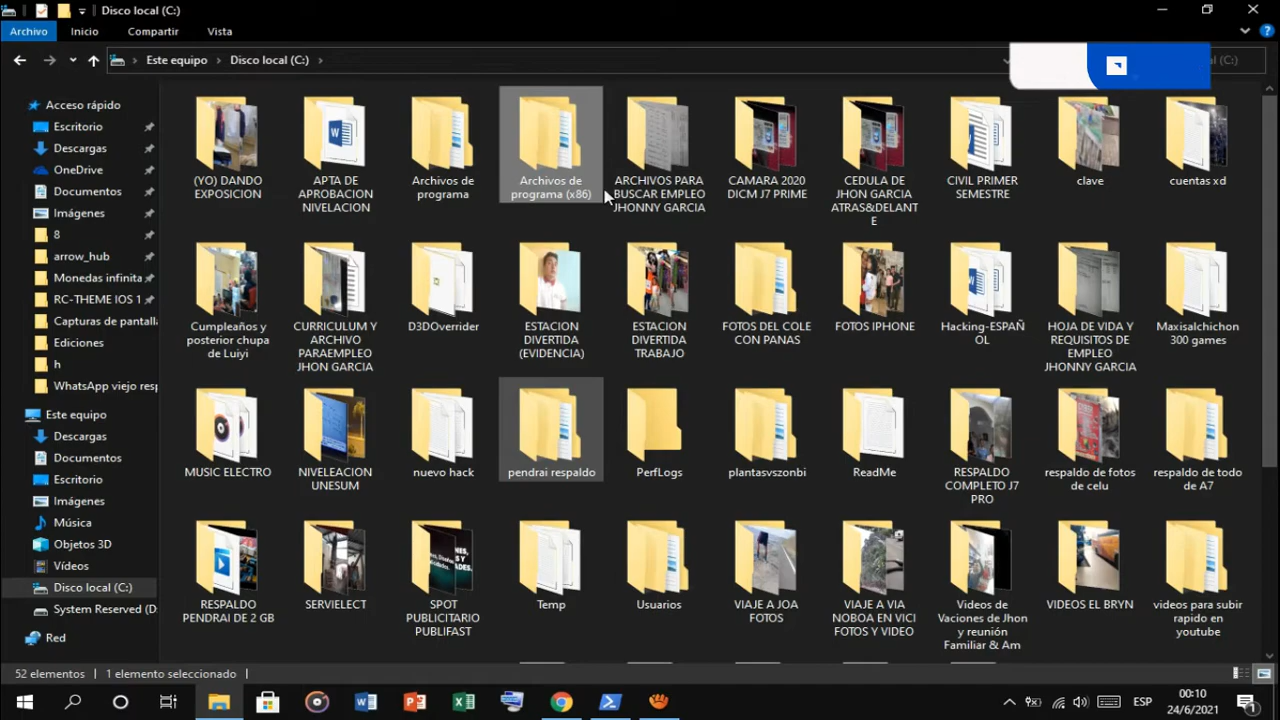 Disco local (C:)
Archivo Inicio Compartir Vista
Este equipo Disco local (C:) (C:)
Acceso rápido
Escritorio
Descargas
OneDrive
Documentos
Imágenes
8
arrow_hub
Monedas infinita
RC-THEME IOS 1
Capturas de pantall
Ediciones
h
WhatsApp viejo resp
Este equipo
Descargas
Documentos
Escritorio
Imágenes
Música
Objetos 3D
Vídeos
Disco local (C:)
System Reserved (D
Red
(YO) DANDO
EXPOSICION
APTA DE
APROBACION
NIVELACION
Archivos de
programa
Archivos de
programa (x86)
ARCHIVOS PARA
BUSCAR EMPLEO
JHONNY GARCIA
CAMARA 2020
DICM J7 PRIME
CEDULA DE
JHON GARCIA
ATRAS&DELANT
E
CIVIL PRIMER
SEMESTRE
clave
cuentas xd
Cumpleaños y
posterior chupa
de Luiyi
CURRICULUM Y
ARCHIVO
PARAEMPLEO
JHON GARCIA
D3DOverrider
ESTACION
DIVERTIDA
(EVIDENCIA)
ESTACION
DIVERTIDA
TRABAJO
FOTOS DEL COLE
CON PANAS
FOTOS IPHONE
Hacking-ESPAÑ
OL
HOJA DE VIDA Y
REQUISITOS DE
EMPLEO
JHONNY GARCIA
Maxisalchichon
300 games
MUSIC ELECTRO
NIVELEACION
UNESUM
nuevo hack
pendrai respaldo
PerfLogs
plantasvszonbi
ReadMe
RESPALDO
COMPLETO J7
PRO
respaldo de fotos
de celu
respaldo de todo
de A7
RESPALDO
PENDRAI DE 2 GB
SERVIELECT
SPOT
PUBLICITARIO
PUBLIFAST
Temp
Usuarios
VIAJE A JOA
FOTOS
VIAJE A VIA
NOBOA EN VICI
FOTOS Y VIDEO
Videos de
Vaciones de Jhon
y reunión
Familiar & Am
VIDEOS EL BRYN
videos para subir
rapido en
youtube
52 elementos 1 elemento seleccionado
ESP
00:10
24/6/2021
1